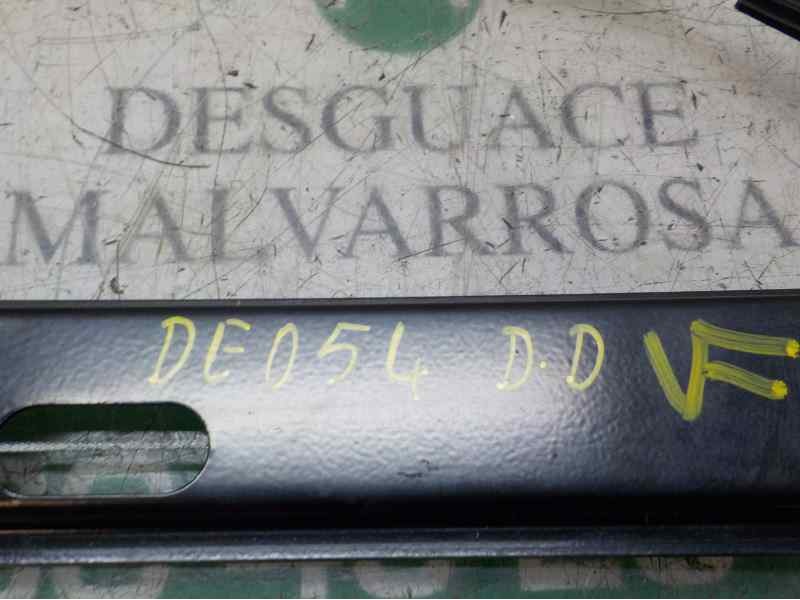 DESGUACE
MALVARROSA
DE054 D.D VF